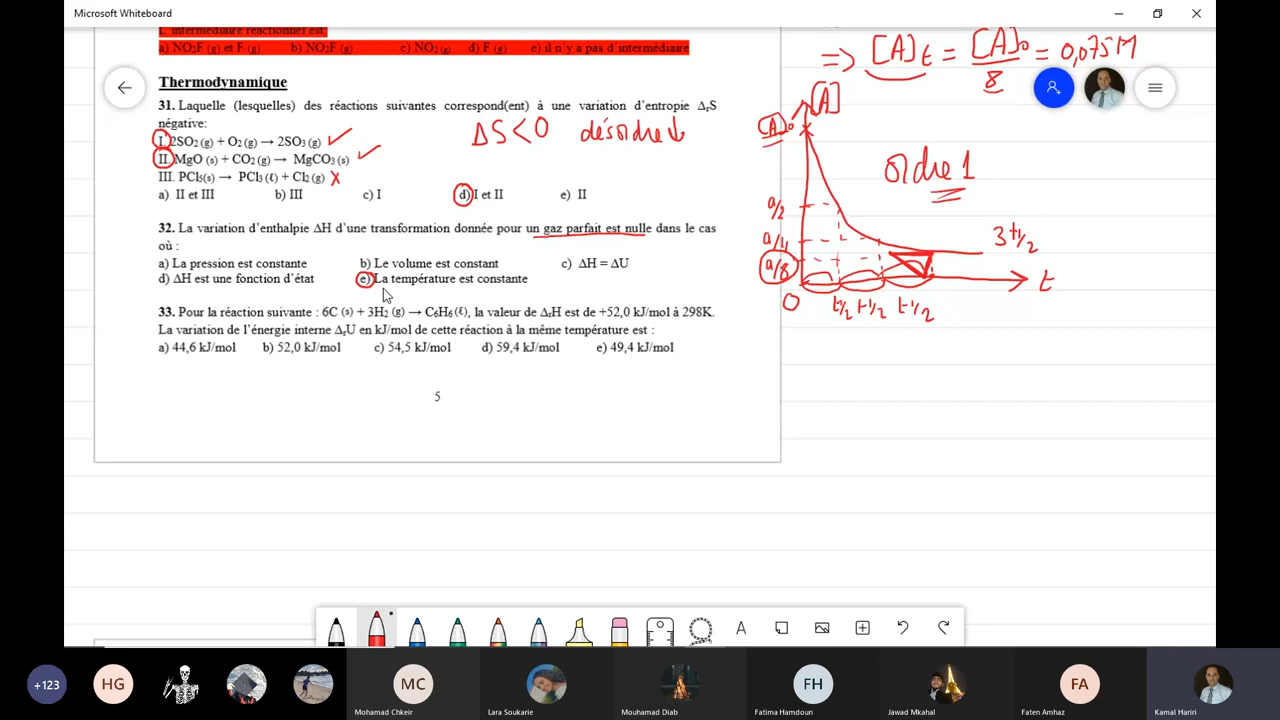 Microsoft Whiteboard
L'intermédiaire réactionnel est
a) NO2F (g) et F (g) b) NO2F (g) c) NO2 (g) d) F (g) e) il n'y a pas d'intermédiaire
Thermodynamique
31. Laquelle (lesquelles) des réactions suivantes correspond(ent) à une variation d'entropie ΔrS
négative:
I. 2SO2 (g) + O2 (g) → 2SO3 (g)
II. MgO (s) + CO2 (g) → MgCO3 (s)
III. PCl5(s) → PCl3 (ℓ) + Cl2 (g) X
ΔS < 0 désordre ↓
a) II et III b) III c) I d) I et II e) II
32. La variation d'enthalpie ΔH d'une transformation donnée pour un gaz parfait est nulle dans le cas
où :
a) La pression est constante b) Le volume est constant c) ΔH = ΔU
d) ΔH est une fonction d'état e) La température est constante
33. Pour la réaction suivante : 6C (s) + 3H2 (g) → C6H6 (ℓ), la valeur de ΔrH est de +52,0 kJ/mol à 298K.
La variation de l'énergie interne ΔrU en kJ/mol de cette réaction à la même température est :
a) 44,6 kJ/mol b) 52,0 kJ/mol c) 54,5 kJ/mol d) 59,4 kJ/mol e) 49,4 kJ/mol
5
=> [A]t = [A]0/8 = 0,075M
[A]
[A]0
Ordre 1
a/2
a/4
a/8
3 t1/2
t
0 t1/2 t1/2 t1/2
A
+123
HG
MC
FH
FA
Mohamad Chkeir
Lara Soukarie
Mouhamad Diab
Fatima Hamdoun
Jawad Mkahal
Faten Amhaz
Kamal Hariri